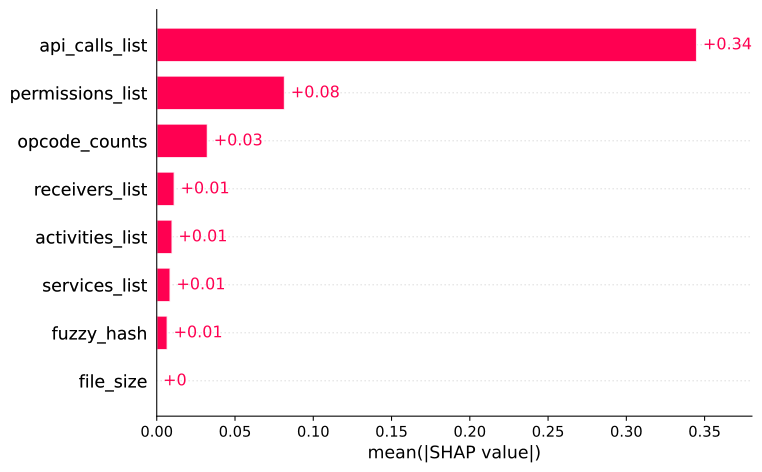 api_calls_list +0.34
permissions_list +0.08
opcode_counts +0.03
receivers_list +0.01
activities_list +0.01
services_list +0.01
fuzzy_hash +0.01
file_size +0
0.00 0.05 0.10 0.15 0.20 0.25 0.30 0.35
mean(|SHAP value|)